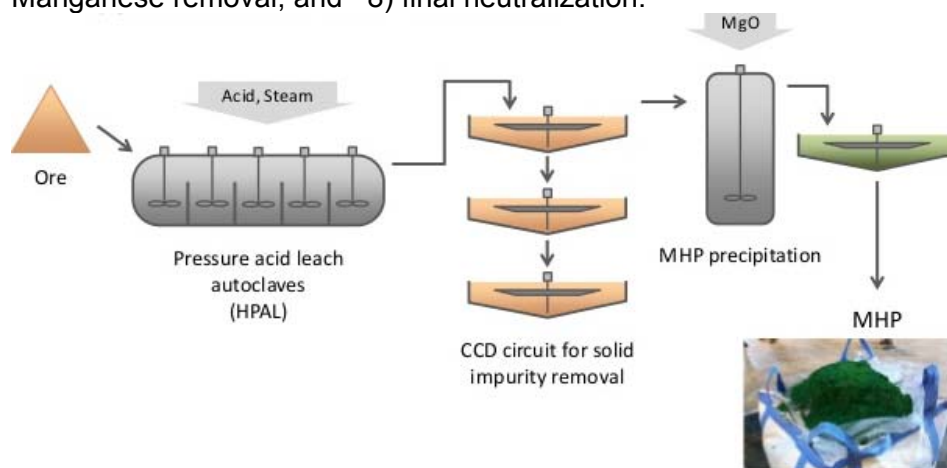 Manganese removal, and 8) final neutralization.
MgO
Acid, Steam
Ore
Pressure acid leach
autoclaves
(HPAL)
MHP precipitation
CCD circuit for solid
impurity removal
MHP